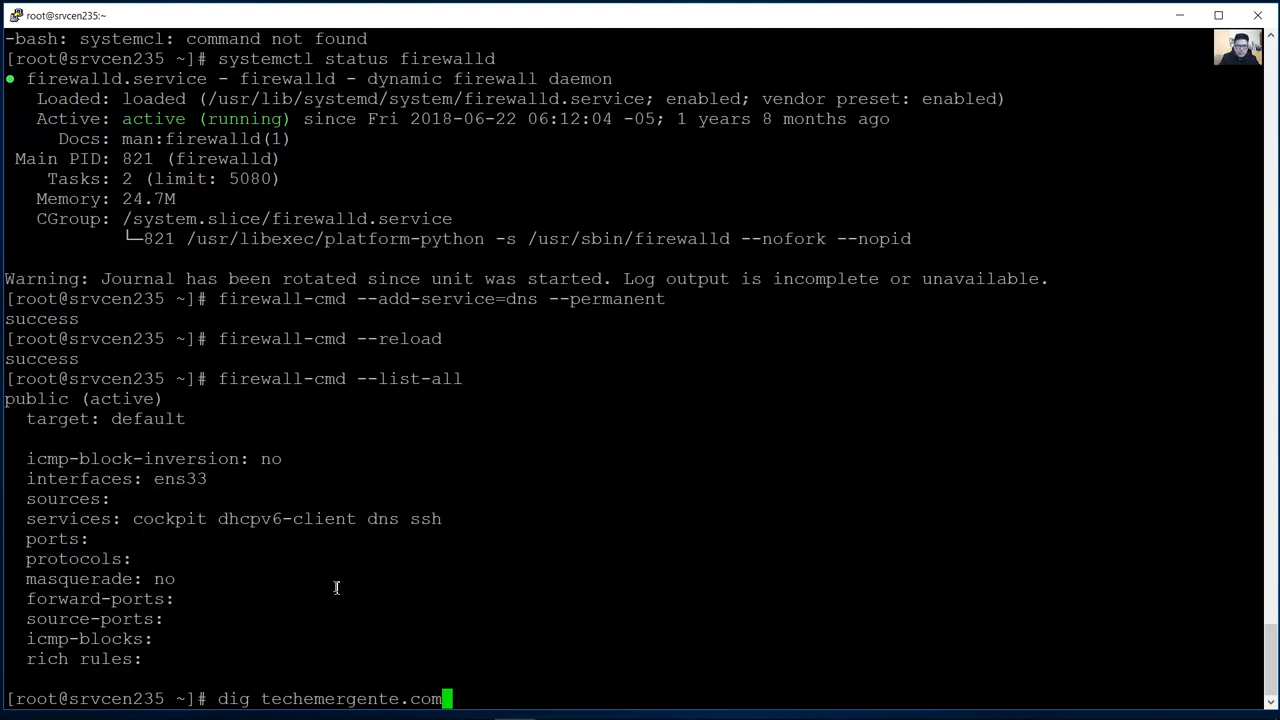 root@srvcen235:~
-bash: systemcl: command not found
[root@srvcen235 ~]# systemctl status firewalld
● firewalld.service - firewalld - dynamic firewall daemon
Loaded: loaded (/usr/lib/systemd/system/firewalld.service; enabled; vendor preset: enabled)
Active: active (running) since Fri 2018-06-22 06:12:04 -05; 1 years 8 months ago
Docs: man:firewalld(1)
Main PID: 821 (firewalld)
Tasks: 2 (limit: 5080)
Memory: 24.7M
CGroup: /system.slice/firewalld.service
└─821 /usr/libexec/platform-python -s /usr/sbin/firewalld --nofork --nopid
Warning: Journal has been rotated since unit was started. Log output is incomplete or unavailable.
[root@srvcen235 ~]# firewall-cmd --add-service=dns --permanent
success
[root@srvcen235 ~]# firewall-cmd --reload
success
[root@srvcen235 ~]# firewall-cmd --list-all
public (active)
target: default
icmp-block-inversion: no
interfaces: ens33
sources:
services: cockpit dhcpv6-client dns ssh
ports:
protocols:
masquerade: no
forward-ports:
source-ports:
icmp-blocks:
rich rules:
[root@srvcen235 ~]# dig techemergente.com